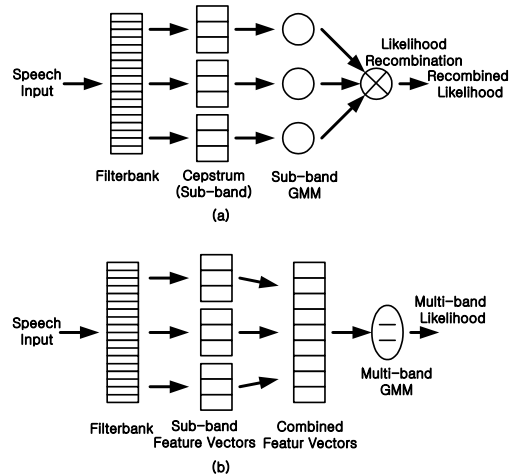 Likelihood
Recombination
Speech
Input
Recombined
Likelihood
Filterbank
Cepstrum
(Sub-band)
Sub-band
GMM
(a)
Speech
Input
Multi-band
Likelihood
Multi-band
GMM
Filterbank
Sub-band
Feature Vectors
Combined
Featur Vectors
(b)